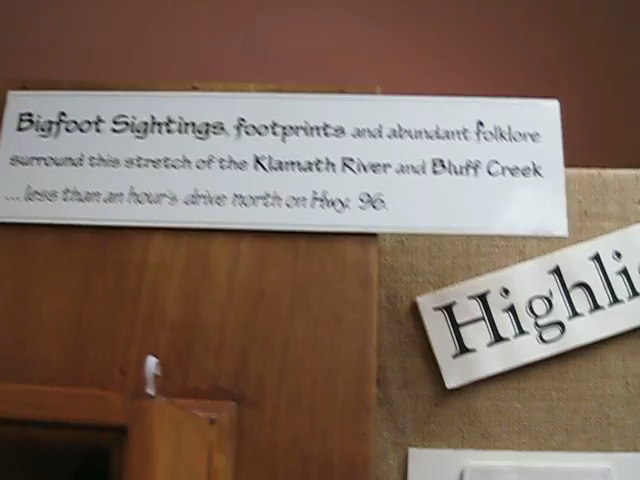 Bigfoot Sightings, footprints and abundant folklore
surround this stretch of the Klamath River and Bluff Creek
...less than an hour's drive north on Hwy. 96.
Highli